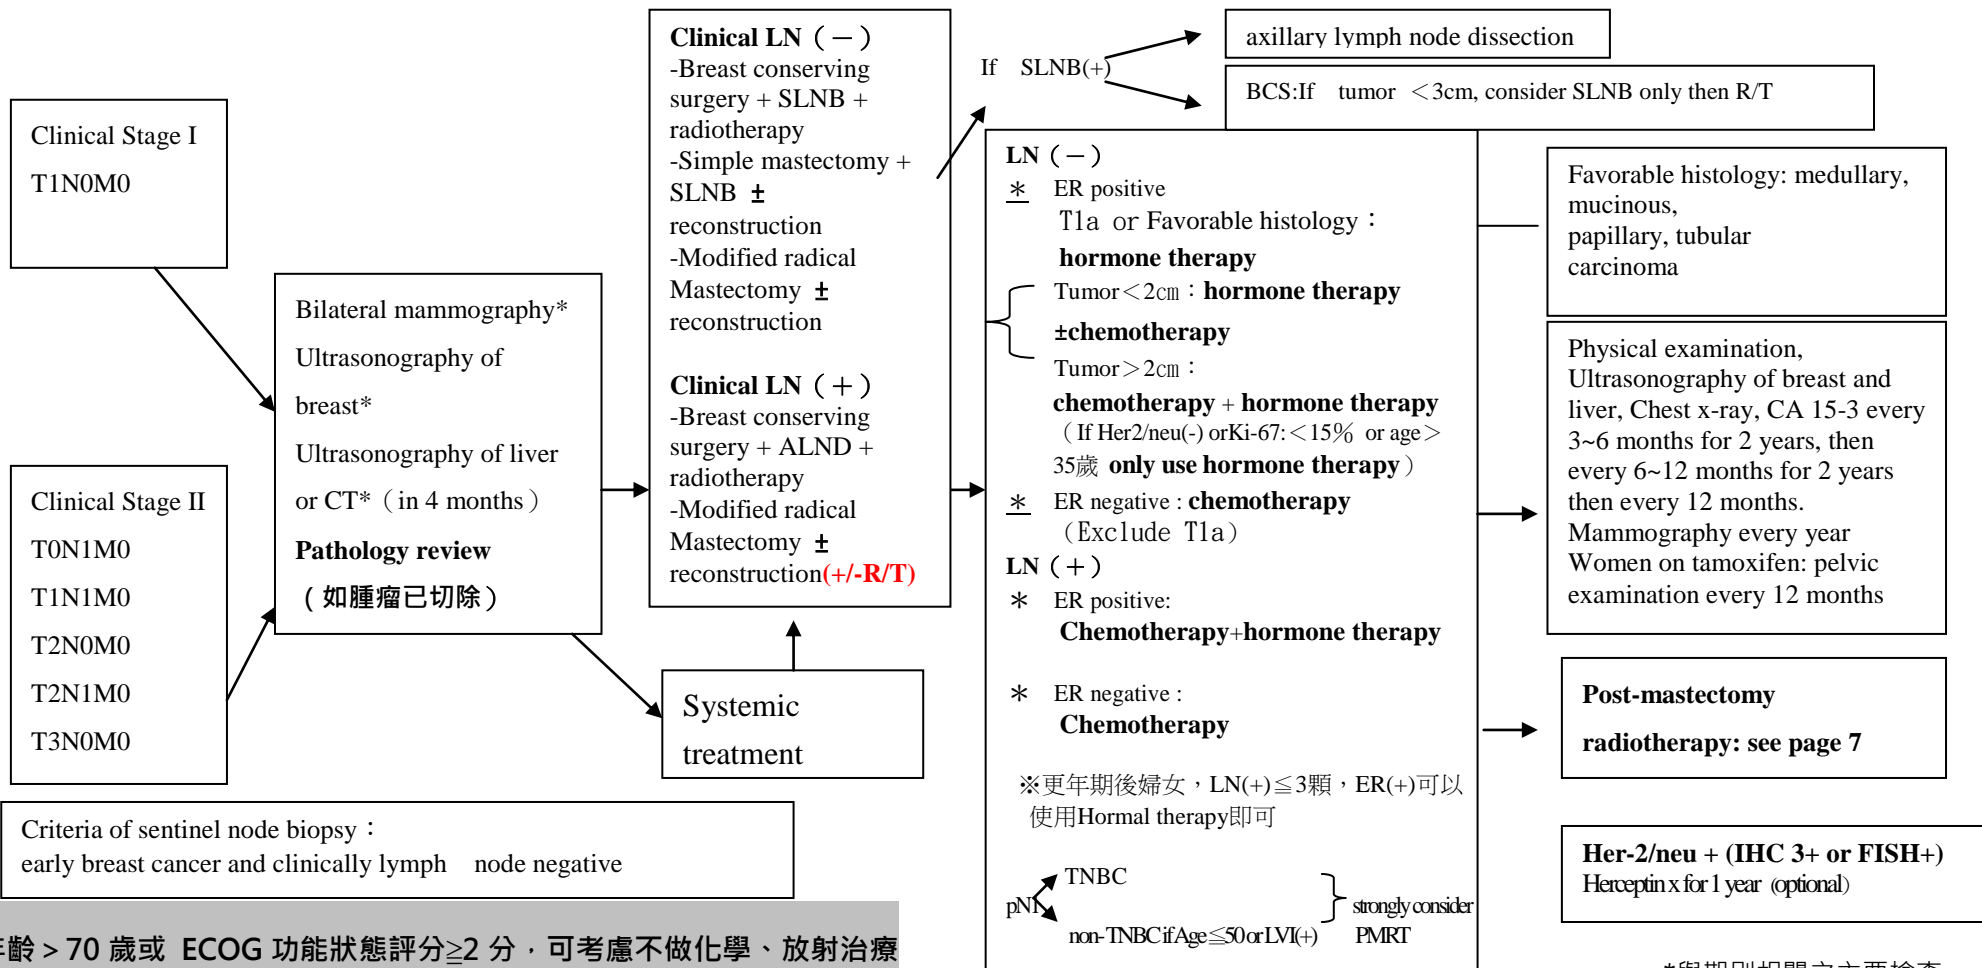 Clinical Stage I
T1N0M0
Clinical Stage II
T0N1M0
T1N1M0
T2N0M0
T2N1M0
T3N0M0
Bilateral mammography*
Ultrasonography of
breast*
Ultrasonography of liver
or CT*（in 4 months）
Pathology review
（如腫瘤已切除）
Clinical LN（－）
-Breast conserving
surgery + SLNB +
radiotherapy
-Simple mastectomy +
SLNB ±
reconstruction
-Modified radical
Mastectomy ±
reconstruction
Clinical LN（＋）
-Breast conserving
surgery + ALND +
radiotherapy
-Modified radical
Mastectomy ±
reconstruction(+/-R/T)
Systemic
treatment
If SLNB(+)
axillary lymph node dissection
BCS:If tumor ＜3cm, consider SLNB only then R/T
LN（－）
＊ ER positive
T1a or Favorable histology：
hormone therapy
Tumor＜2㎝：hormone therapy
±chemotherapy
Tumor＞2㎝：
chemotherapy + hormone therapy
（If Her2/neu(-) orKi-67:＜15% or age＞
35歲 only use hormone therapy）
＊ ER negative : chemotherapy
（Exclude T1a）
LN（＋）
＊ ER positive:
Chemotherapy+hormone therapy
＊ ER negative :
Chemotherapy
※更年期後婦女，LN(+)≦3顆，ER(+)可以
使用Hormal therapy即可
pN1
TNBC
non-TNBC if Age≦50 or LVI(+)
strongly consider
PMRT
Favorable histology: medullary,
mucinous,
papillary, tubular
carcinoma
Physical examination,
Ultrasonography of breast and
liver, Chest x-ray, CA 15-3 every
3~6 months for 2 years, then
every 6~12 months for 2 years
then every 12 months.
Mammography every year
Women on tamoxifen: pelvic
examination every 12 months
Post-mastectomy
radiotherapy: see page 7
Her-2/neu + (IHC 3+ or FISH+)
Herceptin x for 1 year (optional)
Criteria of sentinel node biopsy：
early breast cancer and clinically lymph node negative
年齡 > 70 歲或 ECOG 功能狀態評分≧2 分，可考慮不做化學、放射治療
*與期別相關之主要檢查